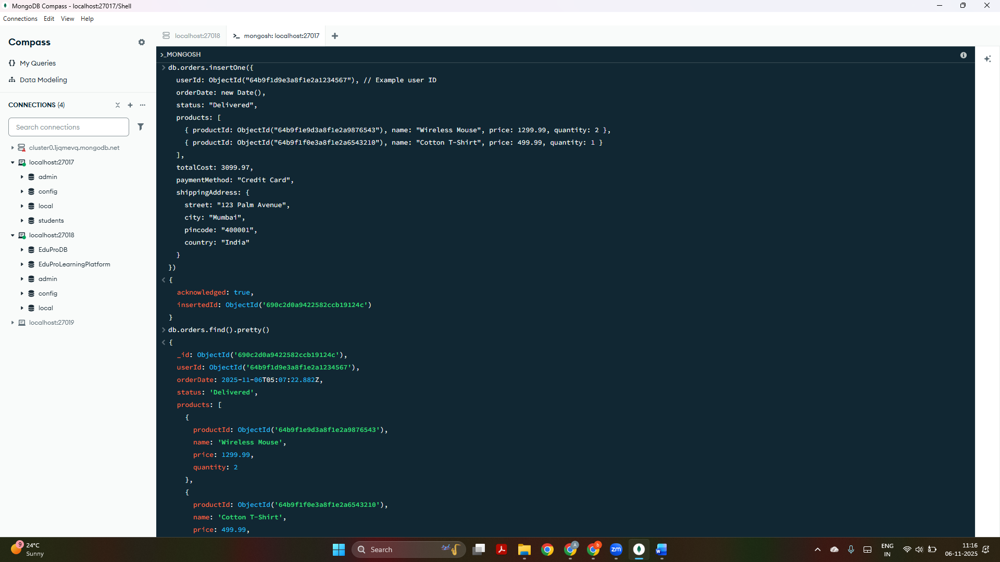 MongoDB Compass - localhost:27017/Shell
Connections Edit View Help
Compass
My Queries
Data Modeling
CONNECTIONS (4)
Search connections
cluster0.1jqmevq.mongodb.net
localhost:27017
admin
config
local
students
localhost:27018
EduProDB
EduProLearningPlatform
admin
config
local
localhost:27019
localhost:27018
>_ mongosh: localhost:27017
>_MONGOSH
> db.orders.insertOne({
userId: ObjectId("64b9f1d9e3a8f1e2a1234567"), // Example user ID
orderDate: new Date(),
status: "Delivered",
products: [
{ productId: ObjectId("64b9f1e9d3a8f1e2a9876543"), name: "Wireless Mouse", price: 1299.99, quantity: 2 },
{ productId: ObjectId("64b9f1f0e3a8f1e2a6543210"), name: "Cotton T-Shirt", price: 499.99, quantity: 1 }
],
totalCost: 3099.97,
paymentMethod: "Credit Card",
shippingAddress: {
street: "123 Palm Avenue",
city: "Mumbai",
pincode: "400001",
country: "India"
}
})
< {
acknowledged: true,
insertedId: ObjectId('690c2d0a9422582ccb19124c')
}
> db.orders.find().pretty()
< {
_id: ObjectId('690c2d0a9422582ccb19124c'),
userId: ObjectId('64b9f1d9e3a8f1e2a1234567'),
orderDate: 2025-11-06T05:07:22.882Z,
status: 'Delivered',
products: [
{
productId: ObjectId('64b9f1e9d3a8f1e2a9876543'),
name: 'Wireless Mouse',
price: 1299.99,
quantity: 2
},
{
productId: ObjectId('64b9f1f0e3a8f1e2a6543210'),
name: 'Cotton T-Shirt',
price: 499.99,
9
24°C
Sunny
Search
A
b
zm
ENG
IN
11:16
06-11-2025